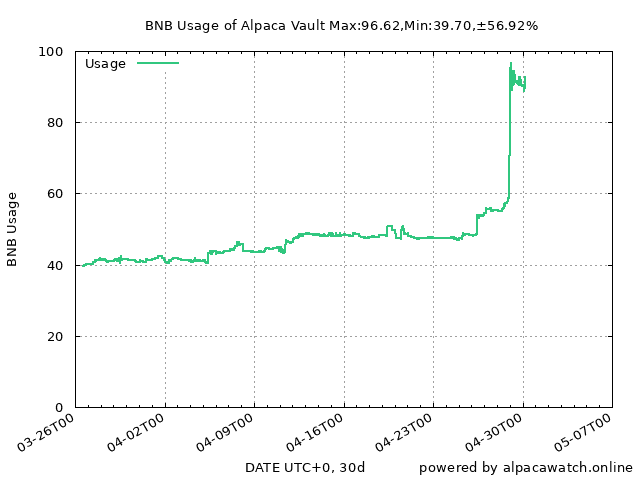 BNB Usage of Alpaca Vault Max:96.62,Min:39.70,±56.92%
Usage
100
80
60
40
20
0
BNB Usage
03-26T00
04-02T00
04-09T00
04-16T00
04-23T00
04-30T00
05-07T00
DATE UTC+0, 30d
powered by alpacawatch.online